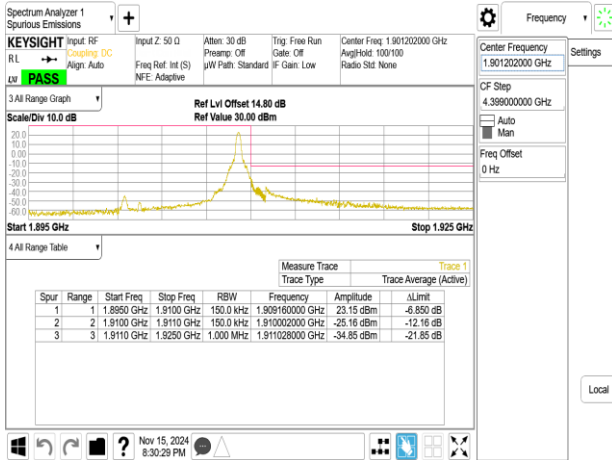 Spectrum Analyzer 1
Spurious Emissions
+
Frequency
KEYSIGHT Input: RF Input Z: 50 Ω Atten: 30 dB Trig: Free Run Center Freq: 1.901202000 GHz
RL Coupling: DC Preamp: Off Gate: Off Avg|Hold: 100/100
Align: Auto Freq Ref: Int (S) µW Path: Standard IF Gain: Low Radio Std: None
LXI PASS NFE: Adaptive
Center Frequency
1.901202000 GHz
Settings
CF Step
4.399000000 GHz
Auto
Man
Freq Offset
0 Hz
3 All Range Graph
Ref Lvl Offset 14.80 dB
Scale/Div 10.0 dB Ref Value 30.00 dBm
20.0
10.0
0.00
-10.0
-20.0
-30.0
-40.0
-50.0
-60.0
Start 1.895 GHz Stop 1.925 GHz
4 All Range Table
Measure Trace Trace 1
Trace Type Trace Average (Active)
Spur Range Start Freq Stop Freq RBW Frequency Amplitude ΔLimit
1 1 1.8950 GHz 1.9100 GHz 150.0 kHz 1.909160000 GHz 23.15 dBm -6.850 dB
2 2 1.9100 GHz 1.9110 GHz 150.0 kHz 1.910002000 GHz -25.16 dBm -12.16 dB
3 3 1.9110 GHz 1.9250 GHz 1.000 MHz 1.911028000 GHz -34.85 dBm -21.85 dB
Local
? Nov 15, 2024
8:30:29 PM